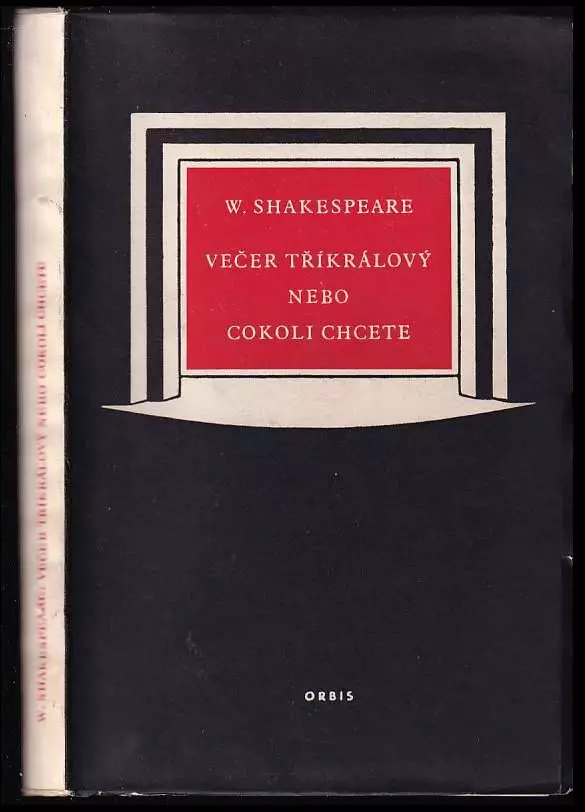 W. SHAKESPEARE
VEČER TŘÍKRÁLOVÝ
NEBO
COKOLI CHCETE
ORBIS
W. SHAKESPEARE: VEČER TŘÍKRÁLOVÝ NEBO COKOLI CHCETE